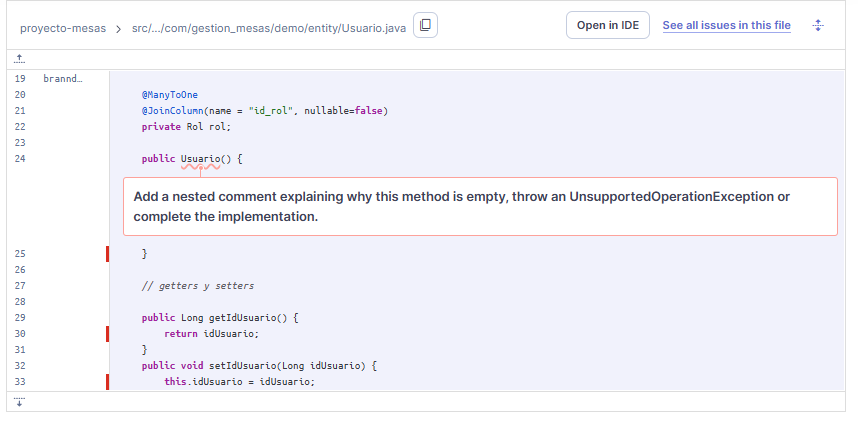 proyecto-mesas > src/.../com/gestion_mesas/demo/entity/Usuario.java Open in IDE See all issues in this file
19 brannd…
20 @ManyToOne
21 @JoinColumn(name = "id_rol", nullable=false)
22 private Rol rol;
23
24 public Usuario() {
Add a nested comment explaining why this method is empty, throw an UnsupportedOperationException or
complete the implementation.
25 }
26
27 // getters y setters
28
29 public Long getIdUsuario() {
30 return idUsuario;
31 }
32 public void setIdUsuario(Long idUsuario) {
33 this.idUsuario = idUsuario;